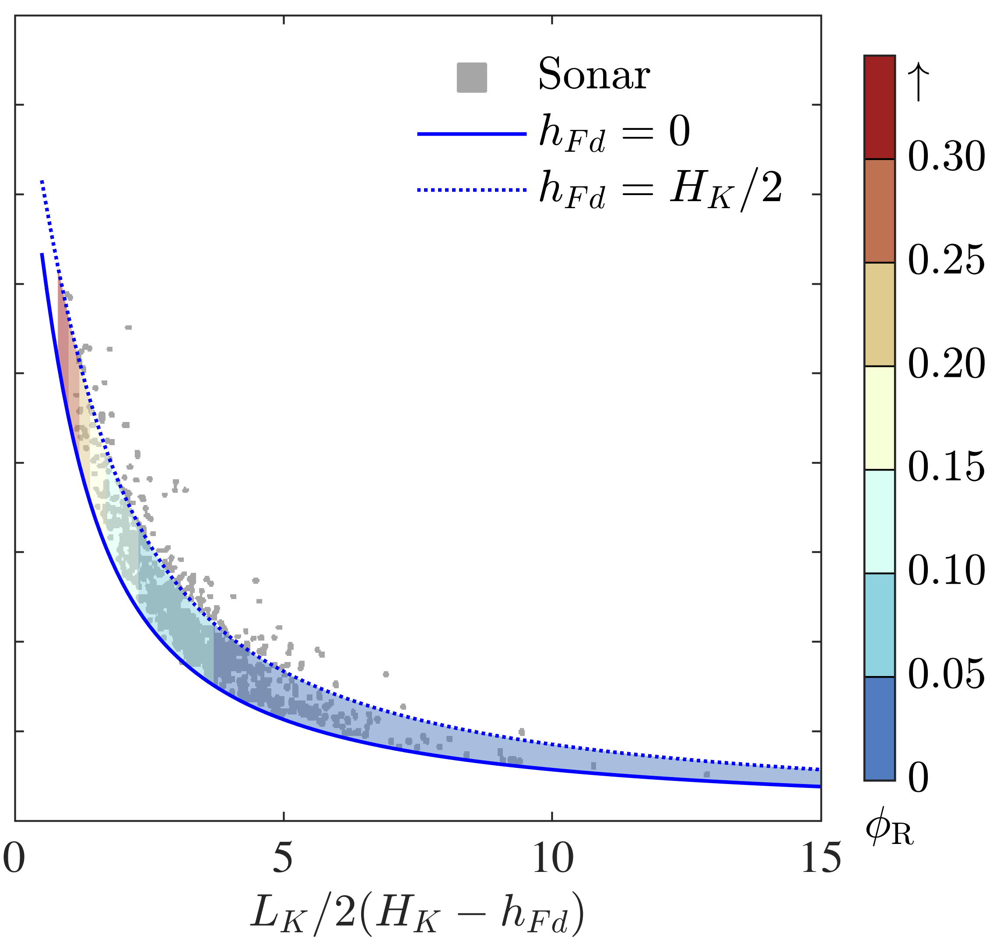 Sonar
h_{Fd} = 0
h_{Fd} = H_K/2
↑
0.30
0.25
0.20
0.15
0.10
0.05
0
ϕ_R
0 5 10 15
L_K/2(H_K − h_{Fd})